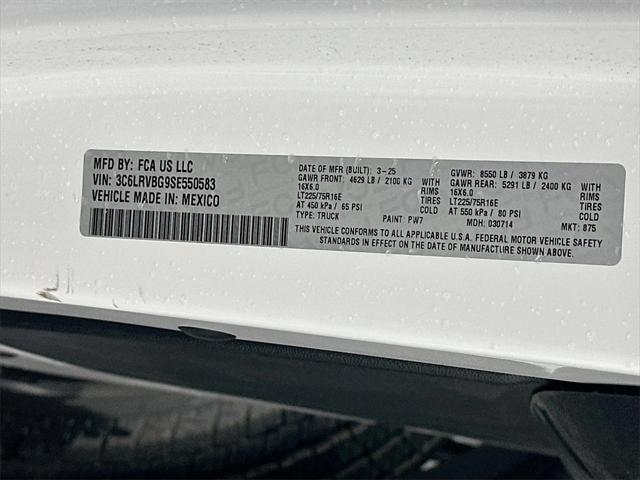 MFD BY: FCA US LLC
VIN: 3C6LRVBG9SE550583
VEHICLE MADE IN: MEXICO
DATE OF MFR (BUILT): 3-25
GAWR FRONT: 4629 LB / 2100 KG WITH
16X6.0 RIMS
LT225/75R16E TIRES
AT 450 kPa / 65 PSI COLD
TYPE: TRUCK PAINT: PW7
GVWR: 8550 LB / 3879 KG
GAWR REAR: 5291 LB / 2400 KG WITH
16X6.0 RIMS
LT225/75R16E TIRES
AT 550 kPa / 80 PSI COLD
MDH: 030714 MKT: 875
THIS VEHICLE CONFORMS TO ALL APPLICABLE U.S.A. FEDERAL MOTOR VEHICLE SAFETY
STANDARDS IN EFFECT ON THE DATE OF MANUFACTURE SHOWN ABOVE.